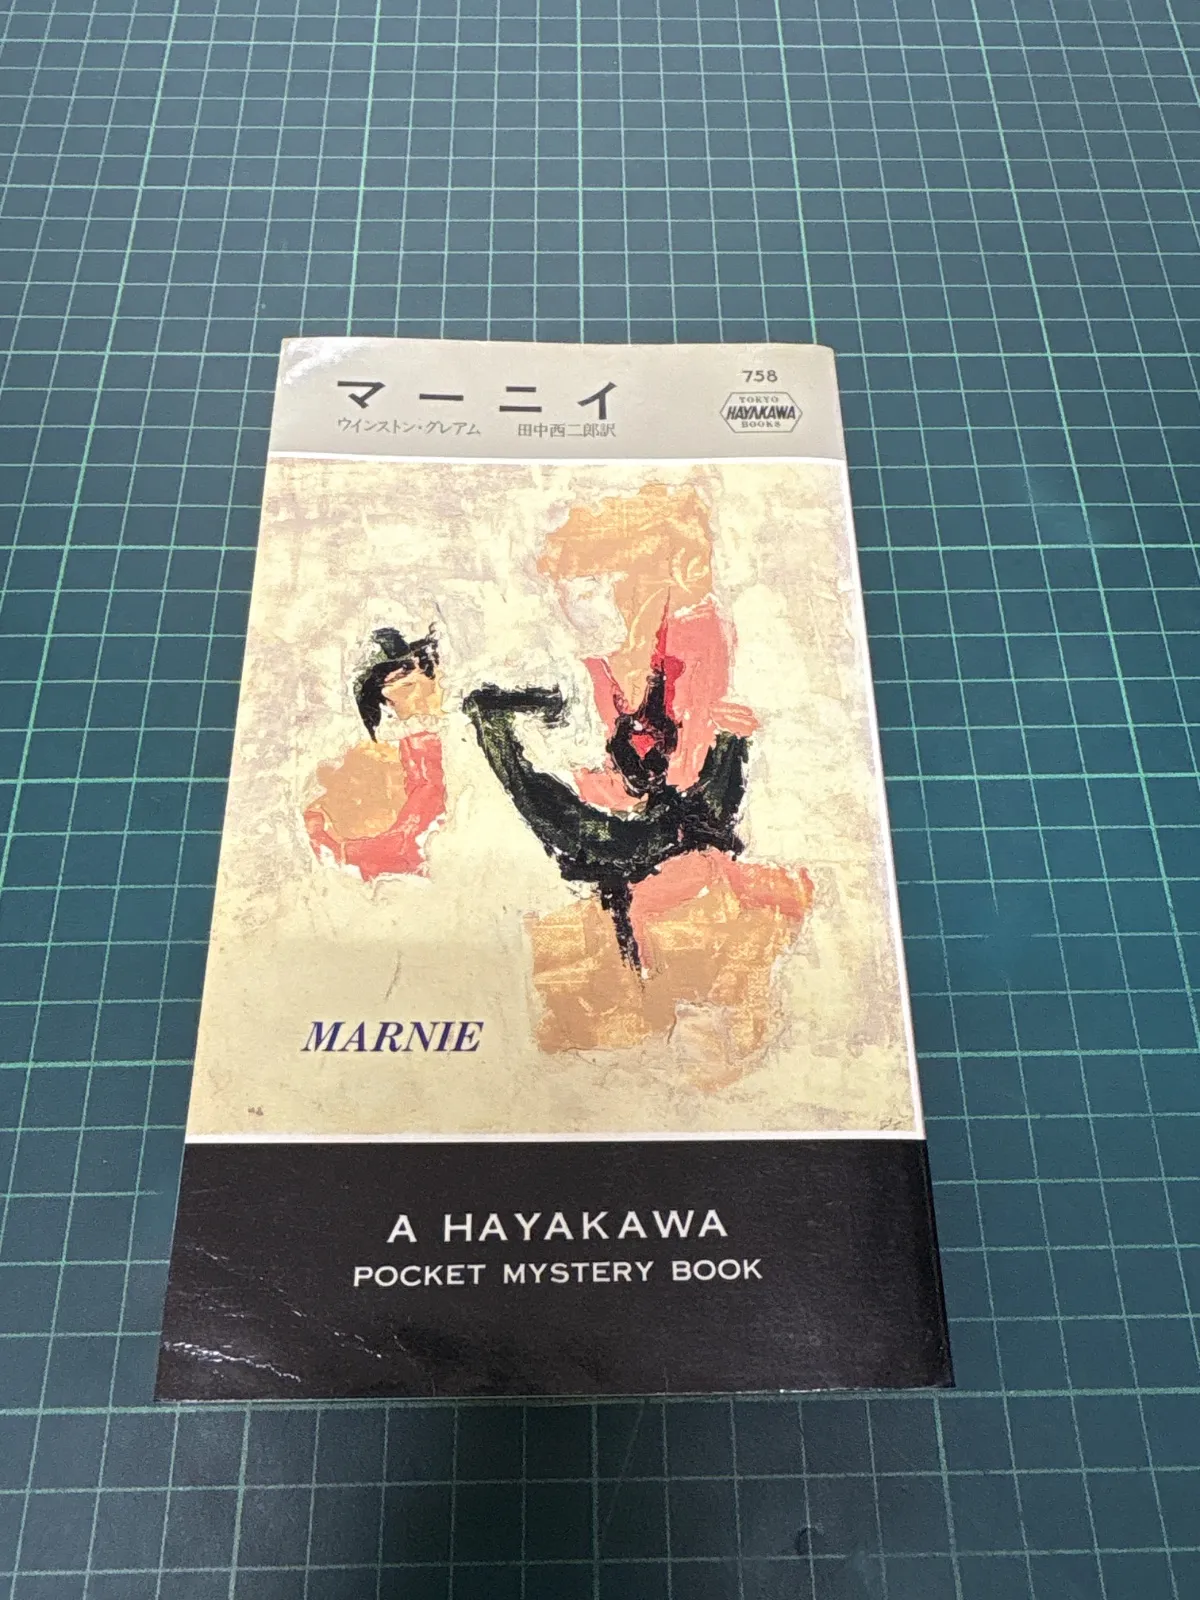 マーニイ
ウインストン・グレアム　田中西二郎訳
758
TOKYO
HAYAKAWA
BOOKS
MARNIE
A HAYAKAWA
POCKET MYSTERY BOOK